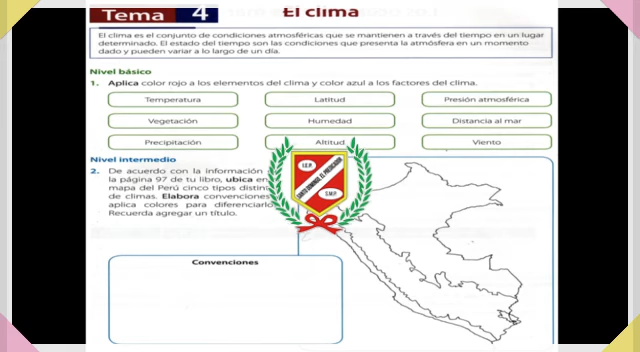 Tema 4
El clima
El clima es el conjunto de condiciones atmosféricas que se mantienen a través del tiempo en un lugar
determinado. El estado del tiempo son las condiciones que presenta la atmósfera en un momento
dado y pueden variar a lo largo de un día.
Nivel básico
1. Aplica color rojo a los elementos del clima y color azul a los factores del clima.
Temperatura Latitud Presión atmosférica
Vegetación Humedad Distancia al mar
Precipitación Altitud Viento
Nivel intermedio
2. De acuerdo con la información
la página 97 de tu libro, ubica en
mapa del Perú cinco tipos distin
de climas. Elabora convenciones
aplica colores para diferenciarlo
Recuerda agregar un título.
I.E.P.
SANTO DOMINGO EL PREDICADOR
S.M.P.
Convenciones